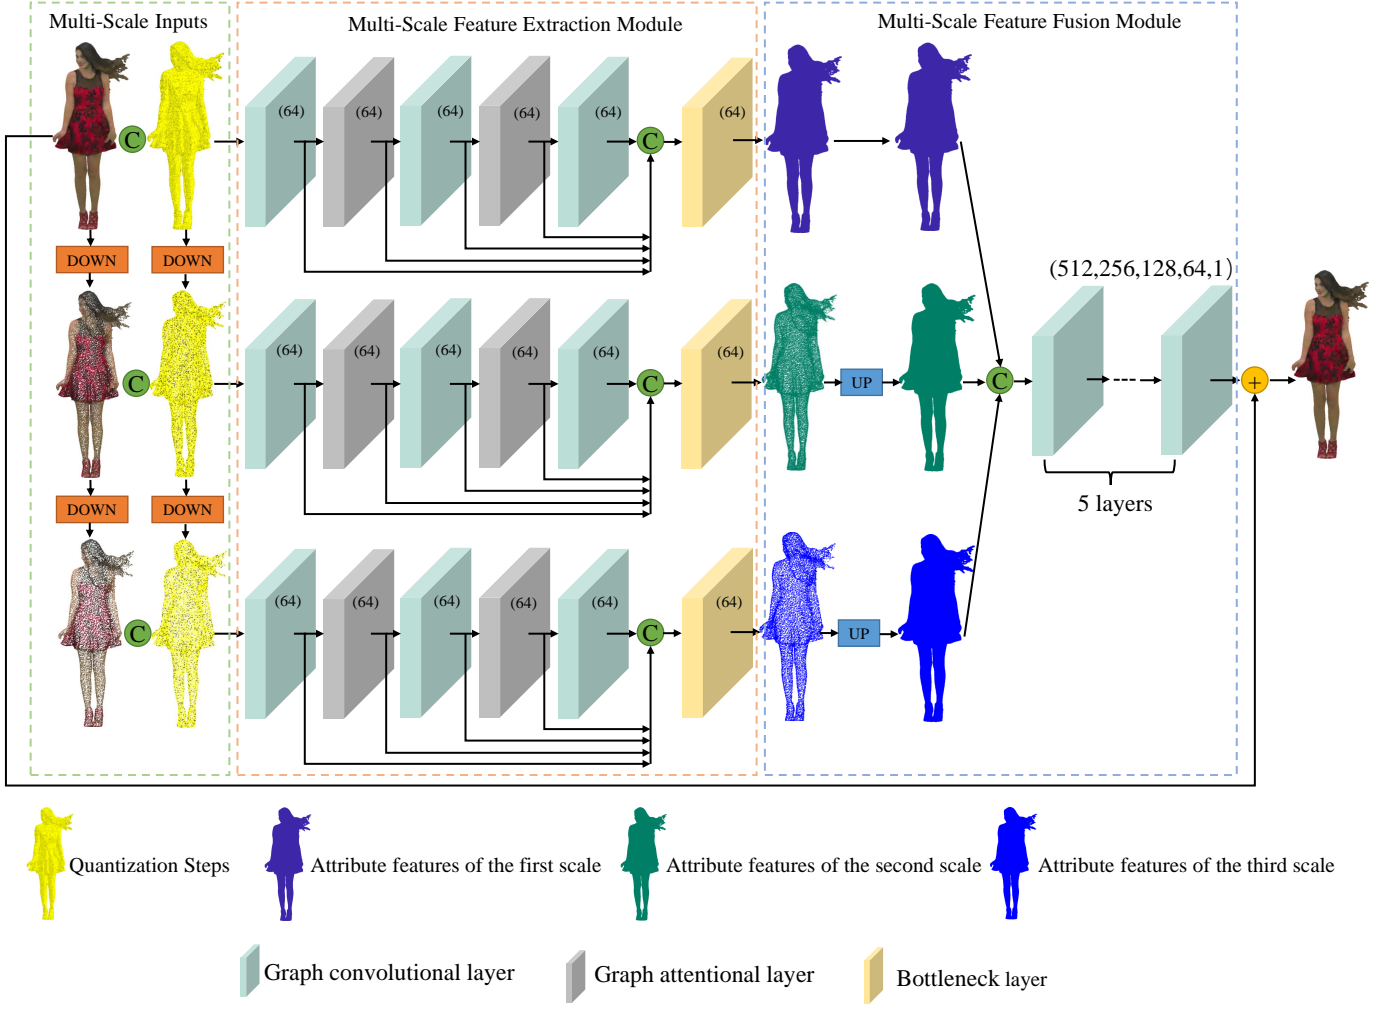 Multi-Scale Inputs
Multi-Scale Feature Extraction Module
Multi-Scale Feature Fusion Module
C
(64) (64) (64) (64) (64) C (64)
DOWN DOWN
(512,256,128,64,1)
C
(64) (64) (64) (64) (64) C (64)
UP
C
+
5 layers
DOWN DOWN
C
(64) (64) (64) (64) (64) C (64)
UP
Quantization Steps
Attribute features of the first scale
Attribute features of the second scale
Attribute features of the third scale
Graph convolutional layer
Graph attentional layer
Bottleneck layer